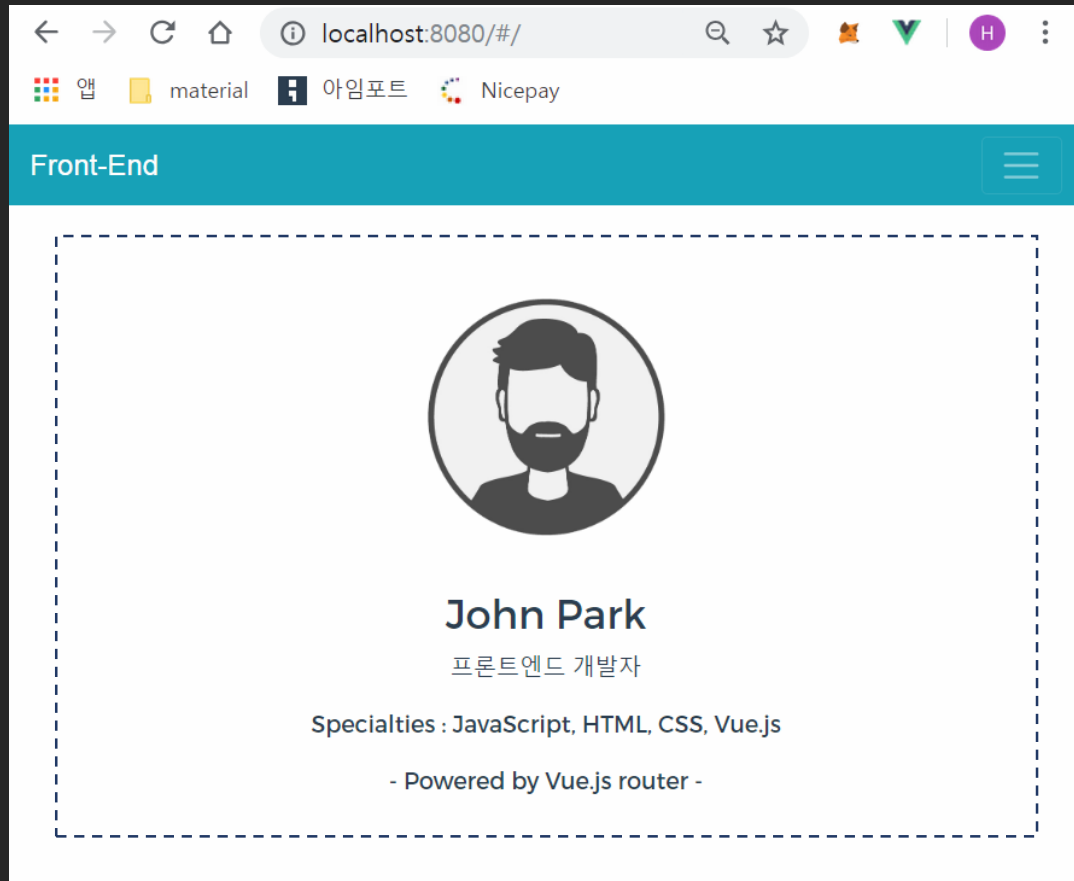 localhost:8080/#/
H
앱 material 아임포트 Nicepay
Front-End
John Park
프론트엔드 개발자
Specialties : JavaScript, HTML, CSS, Vue.js
- Powered by Vue.js router -